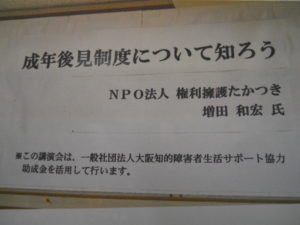 成年後見制度について知ろう
NPO法人 権利擁護たかつき
増田 和宏 氏
※この講演会は、一般社団法人大阪知的障害者生活サポート協力
助成金を活用して行います。